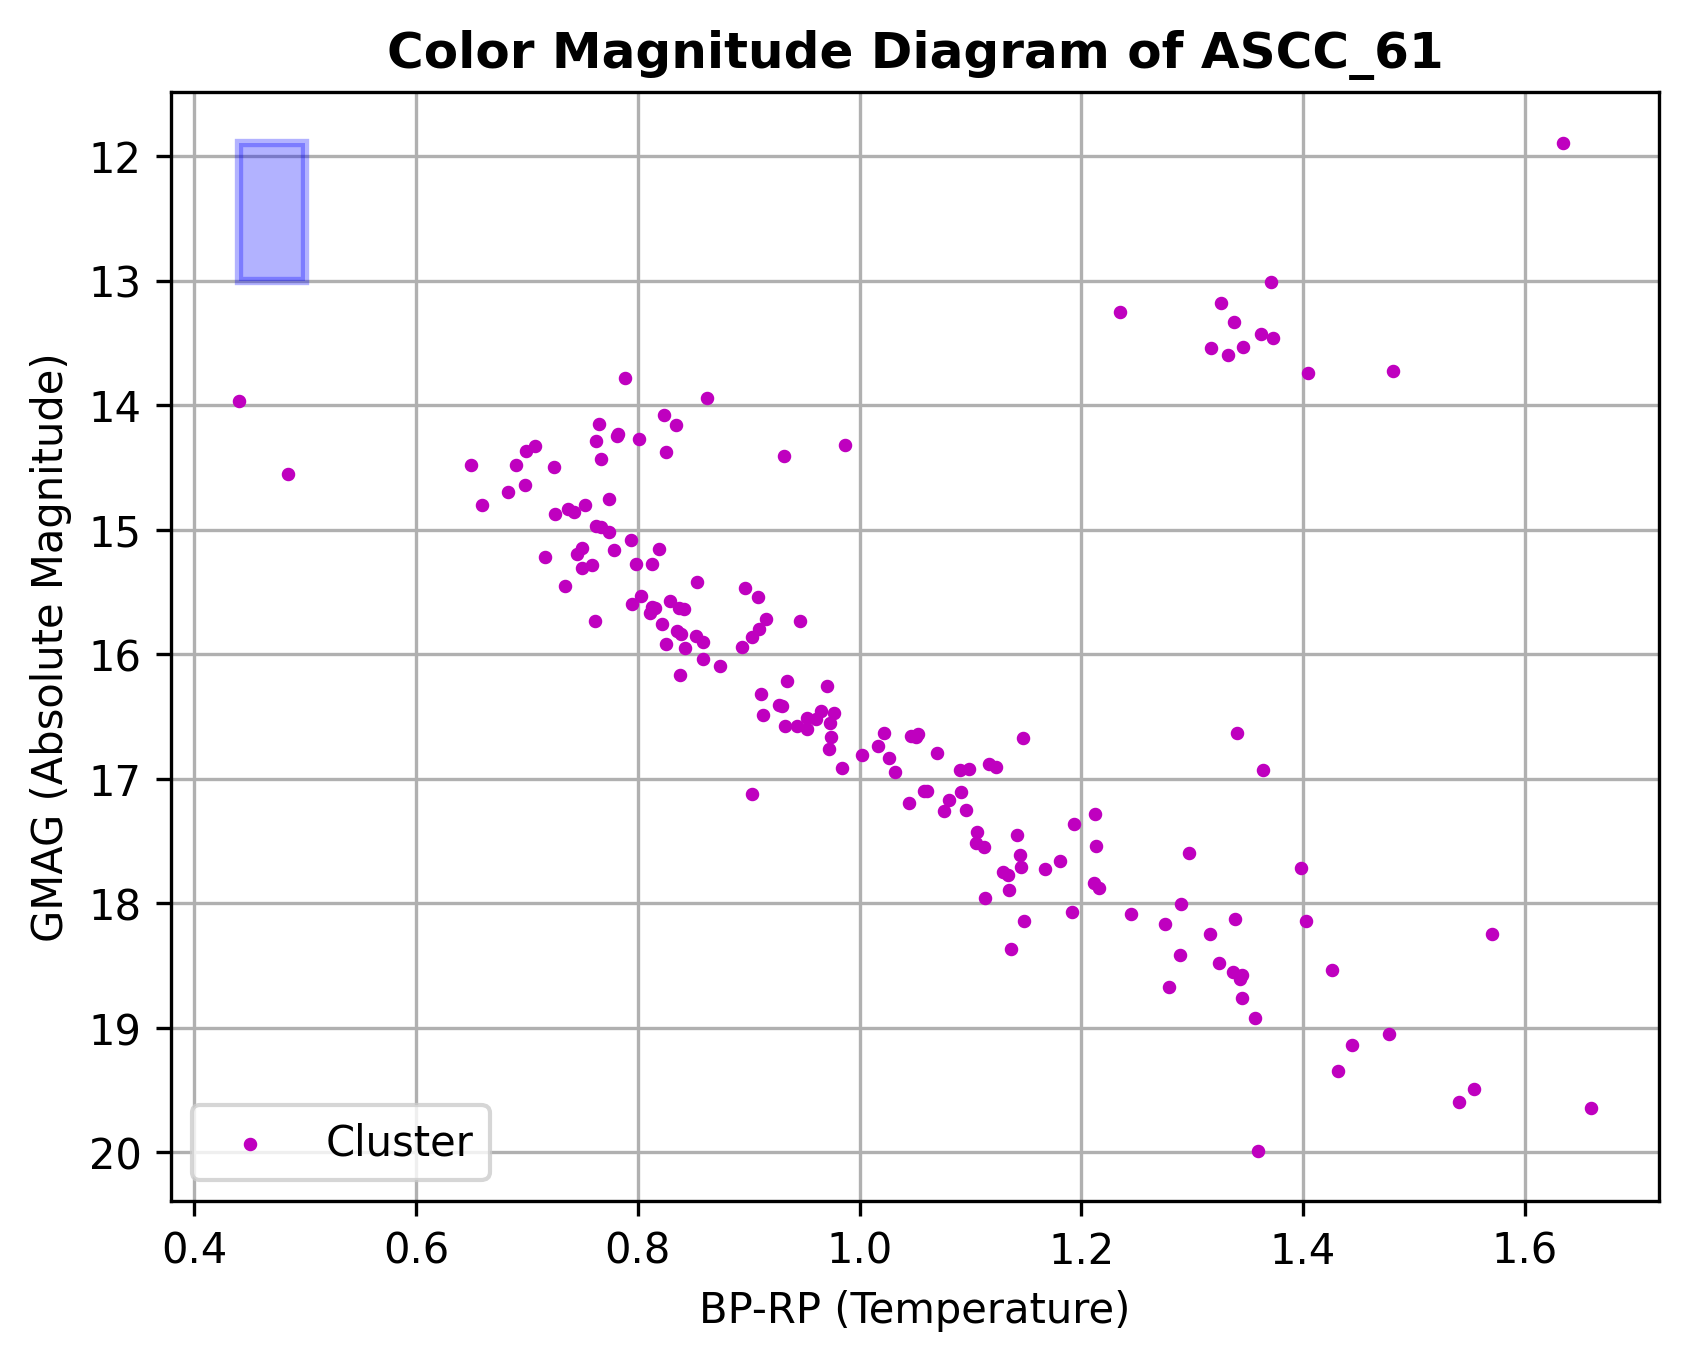 Color Magnitude Diagram of ASCC_61
GMAG (Absolute Magnitude)
12
13
14
15
16
17
18
19
20
Cluster
0.4 0.6 0.8 1.0 1.2 1.4 1.6
BP-RP (Temperature)